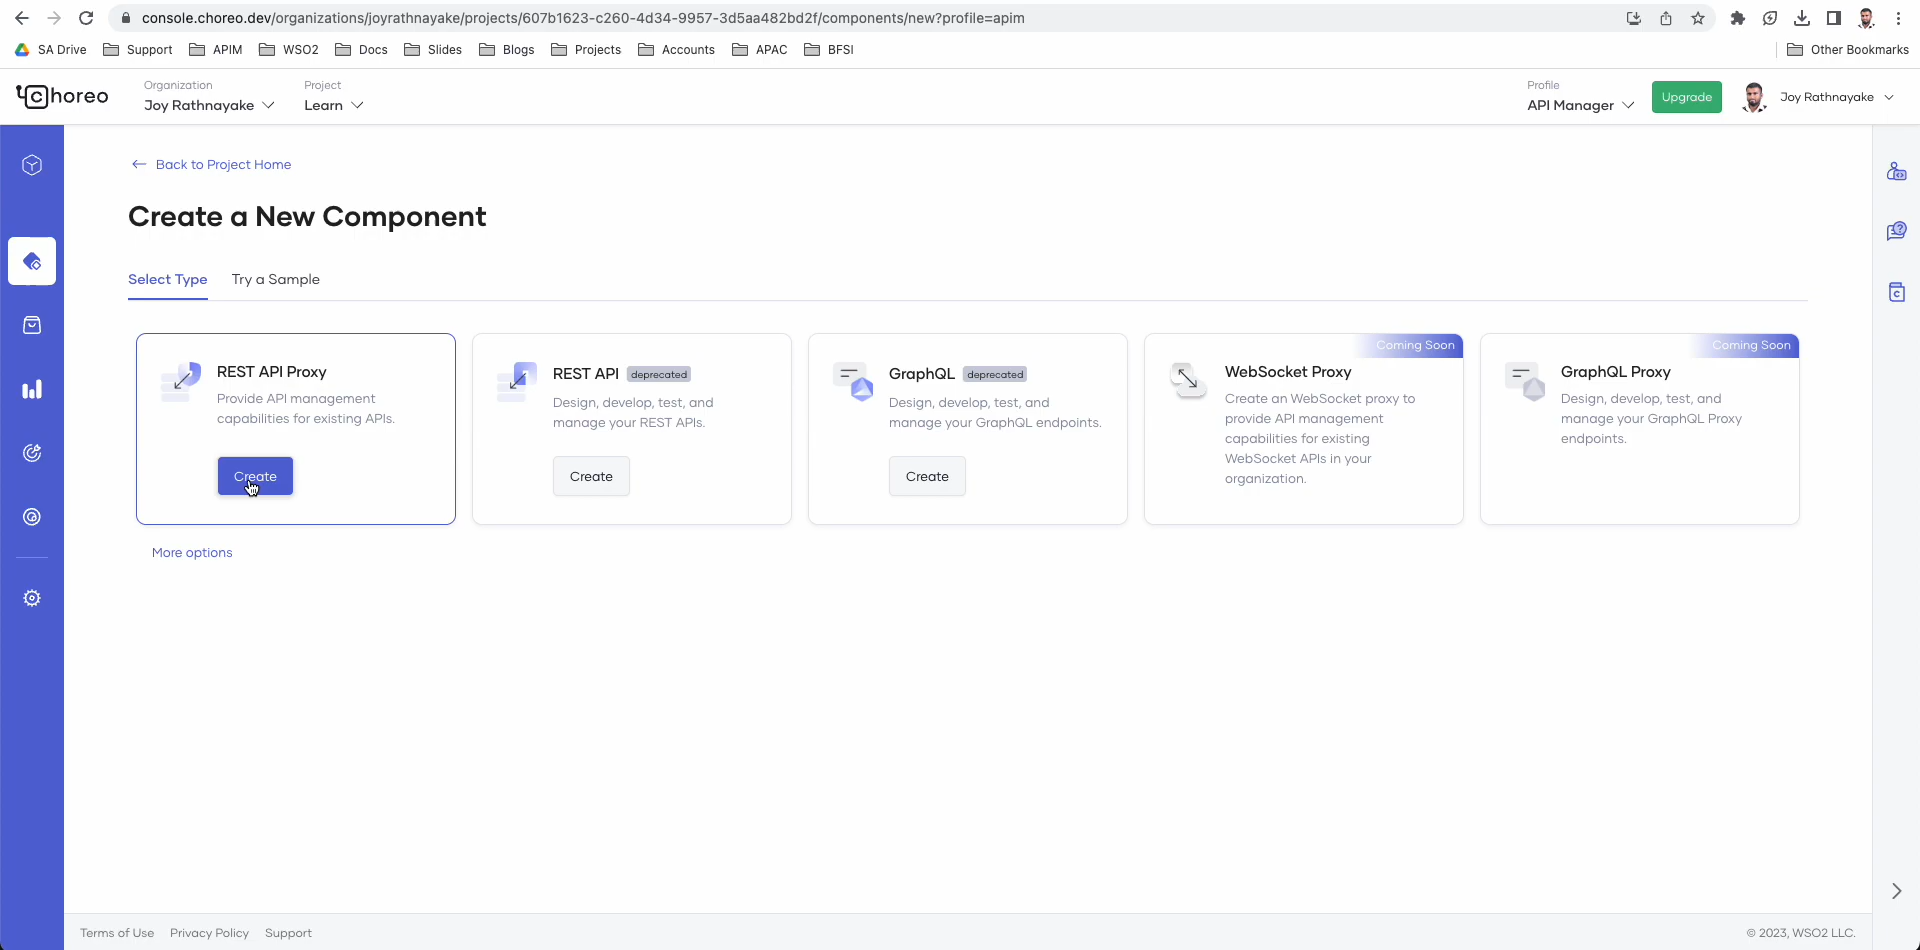 console.choreo.dev/organizations/joyrathnayake/projects/607b1623-c260-4d34-9957-3d5aa482bd2f/components/new?profile=apim
SA Drive Support APIM WSO2 Docs Slides Blogs Projects Accounts APAC BFSI Other Bookmarks
Choreo
Organization
Joy Rathnayake
Project
Learn
Profile
API Manager
Upgrade
Joy Rathnayake
Back to Project Home
Create a New Component
Select Type Try a Sample
REST API Proxy
Provide API management
capabilities for existing APIs.
Create
REST API deprecated
Design, develop, test, and
manage your REST APIs.
Create
GraphQL deprecated
Design, develop, test, and
manage your GraphQL endpoints.
Create
Coming Soon
WebSocket Proxy
Create an WebSocket proxy to
provide API management
capabilities for existing
WebSocket APIs in your
organization.
Coming Soon
GraphQL Proxy
Design, develop, test, and
manage your GraphQL Proxy
endpoints.
More options
Terms of Use Privacy Policy Support
© 2023, WSO2 LLC.